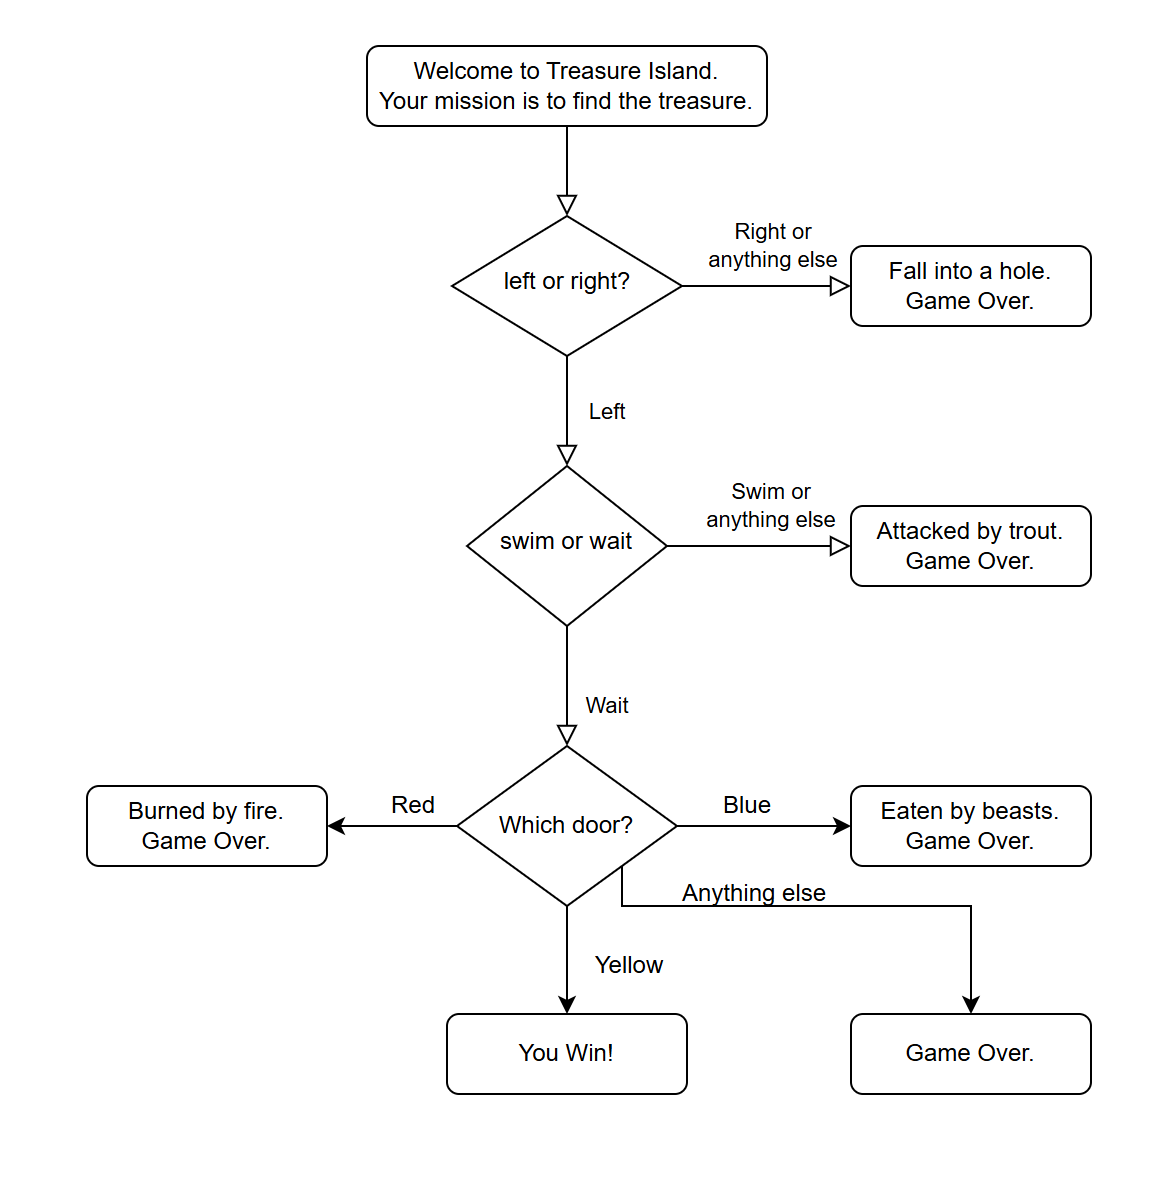 Welcome to Treasure Island.
Your mission is to find the treasure.
left or right?
Right or
anything else
Fall into a hole.
Game Over.
Left
swim or wait
Swim or
anything else
Attacked by trout.
Game Over.
Wait
Burned by fire.
Game Over.
Red
Which door?
Blue
Eaten by beasts.
Game Over.
Anything else
Yellow
You Win!
Game Over.